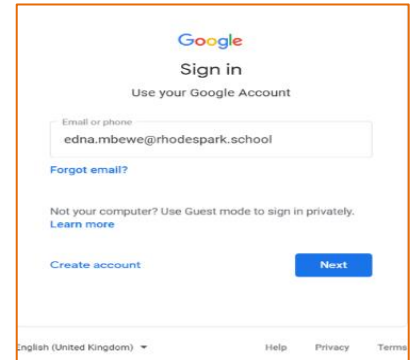 Google
Sign in
Use your Google Account
Email or phone
edna.mbewe@rhodespark.school
Forgot email?
Not your computer? Use Guest mode to sign in privately.
Learn more
Create account
Next
English (United Kingdom)
Help
Privacy
Terms